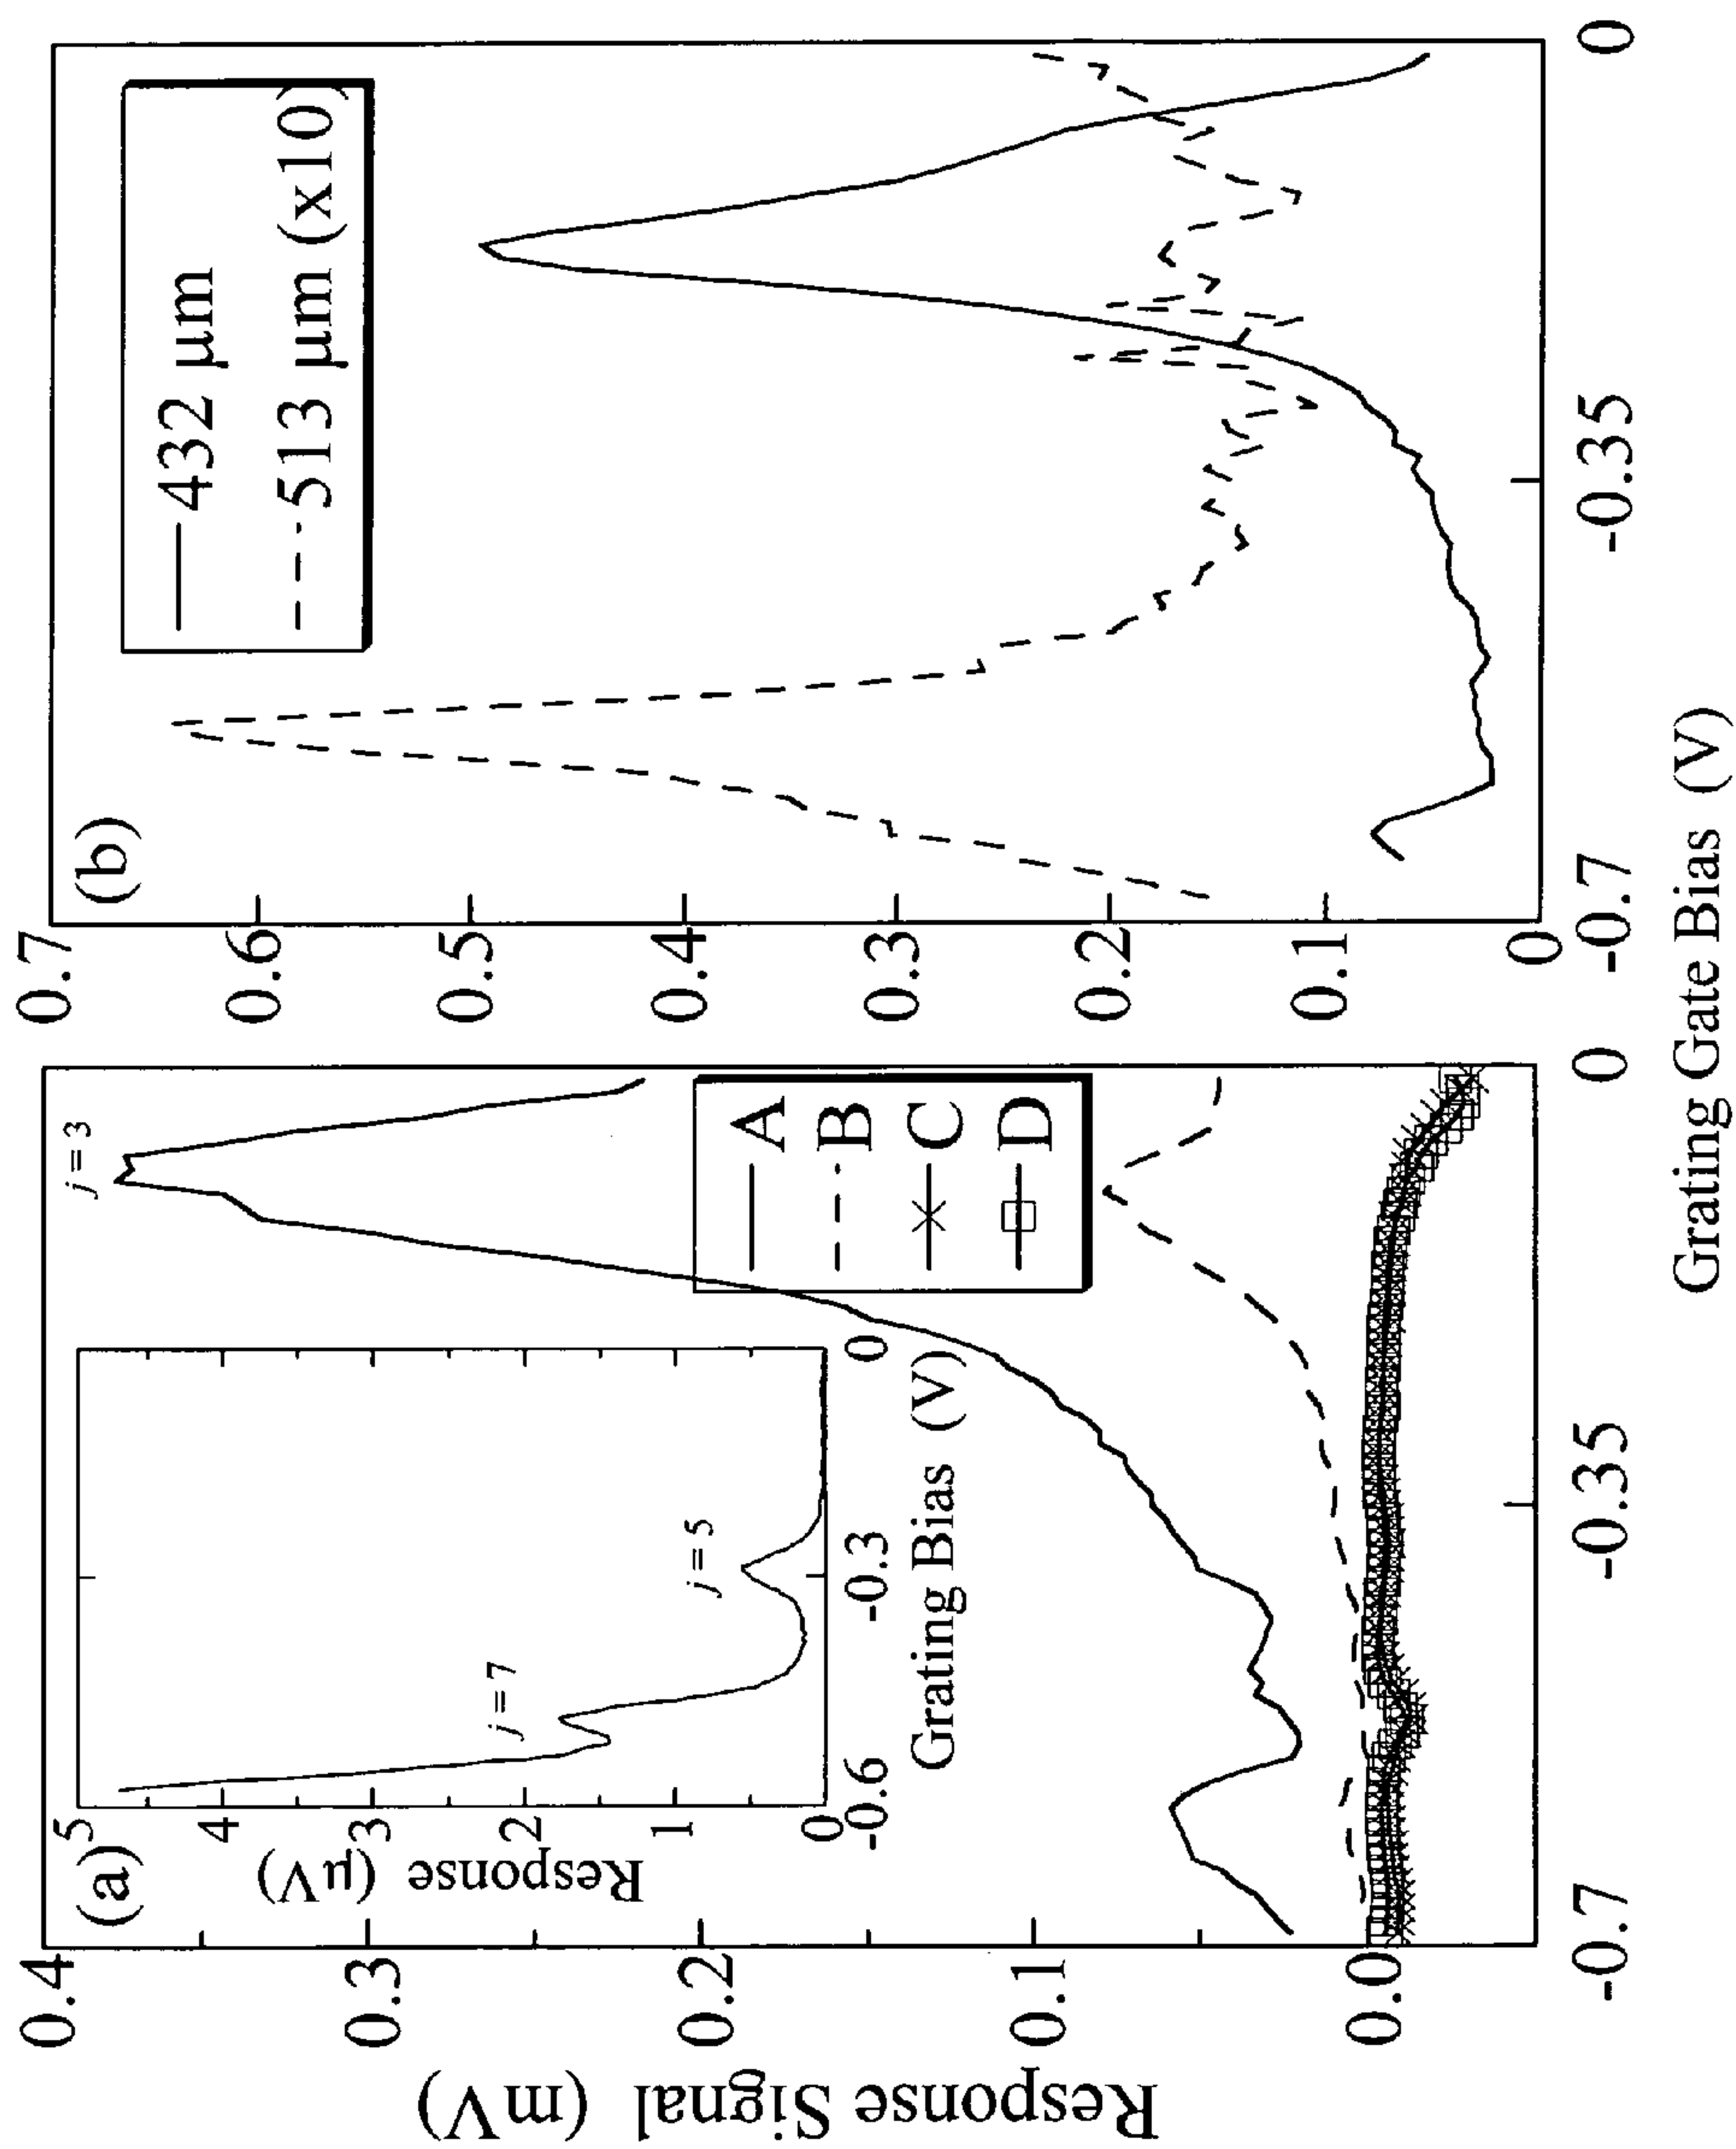 (a)
j = 3
j = 7
j = 5
Response (µV)
5
4
3
2
1
0
-0.6
-0.3
0
Grating Bias (V)
A
B
C
D
Response Signal (mV)
0.4
0.3
0.2
0.1
0.0
-0.7
-0.35
0
(b)
432 µm
513 µm (x10)
0.7
0.6
0.5
0.4
0.3
0.2
0.1
0
-0.7
-0.35
0
Grating Gate Bias (V)